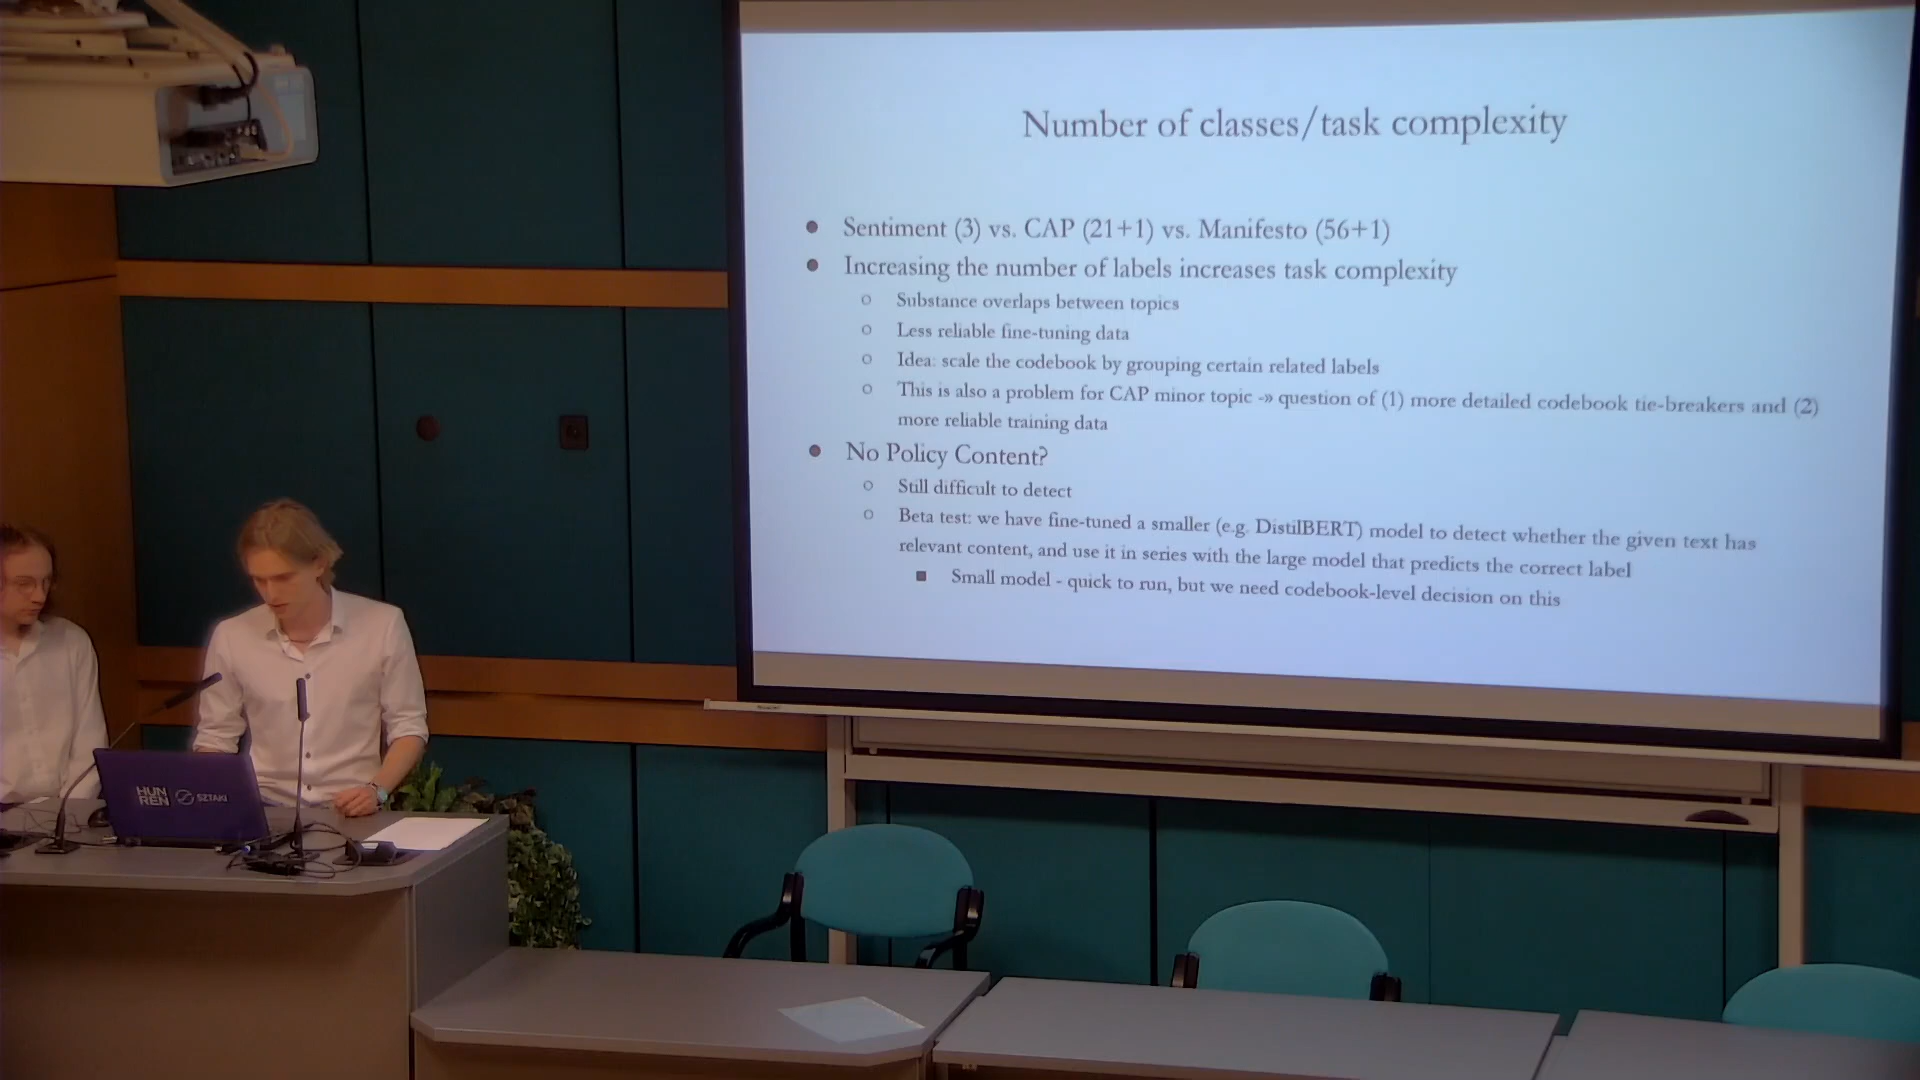 Number of classes/task complexity
● Sentiment (3) vs. CAP (21+1) vs. Manifesto (56+1)
● Increasing the number of labels increases task complexity
○ Substance overlaps between topics
○ Less reliable fine-tuning data
○ Idea: scale the codebook by grouping certain related labels
○ This is also a problem for CAP minor topic -» question of (1) more detailed codebook tie-breakers and (2)
more reliable training data
● No Policy Content?
○ Still difficult to detect
○ Beta test: we have fine-tuned a smaller (e.g. DistilBERT) model to detect whether the given text has
relevant content, and use it in series with the large model that predicts the correct label
■ Small model - quick to run, but we need codebook-level decision on this
HUN
REN
SZTAKI